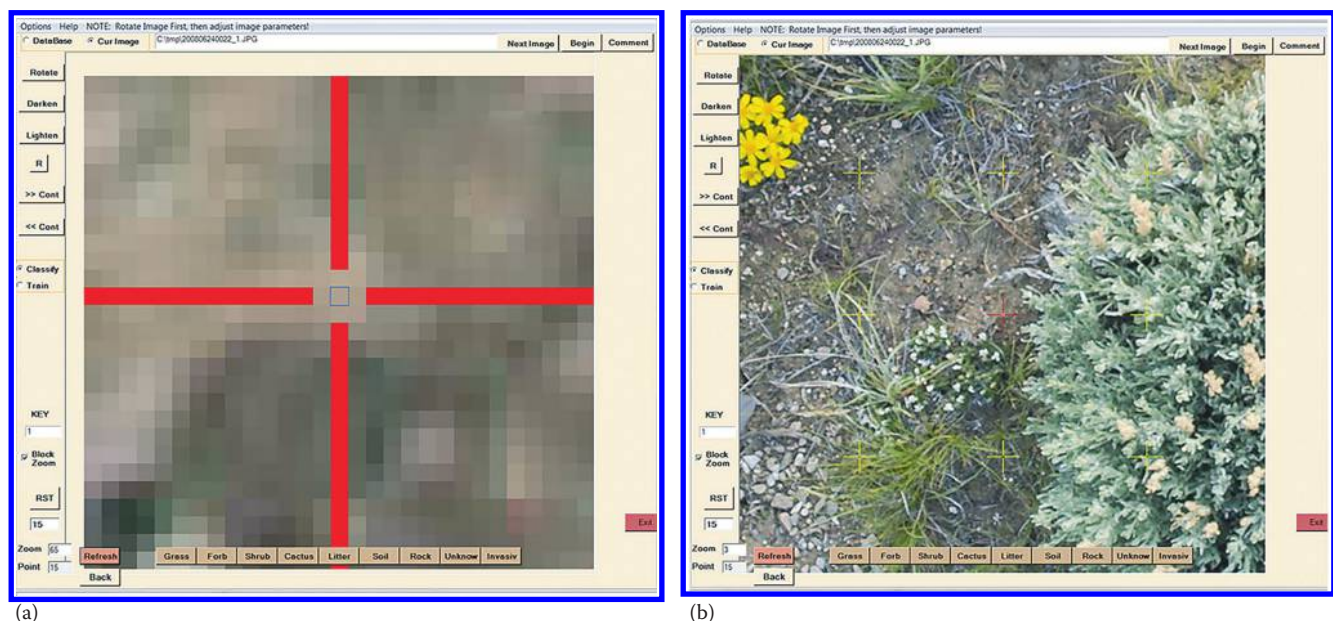 Options Help NOTE: Rotate Image First, then adjust image parameters!
DataBase Cur Image C:\tmp\200806240022_1.JPG Next Image Begin Comment
Rotate
Darken
Lighten
R
>> Cont
<< Cont
Classify
Train
KEY
1
Block
Zoom
RST
15
Exit
Zoom 65 Refresh Grass Forb Shrub Cactus Litter Soil Rock Unknow Invasiv
Point 15
Back
(a)
Options Help NOTE: Rotate Image First, then adjust image parameters!
DataBase Cur Image C:\tmp\200806240022_1.JPG Next Image Begin Comment
Rotate
Darken
Lighten
R
>> Cont
<< Cont
Classify
Train
KEY
1
Block
Zoom
RST
15
Exit
Zoom 3 Refresh Grass Forb Shrub Cactus Litter Soil Rock Unknow Invasiv
Point 15
Back
(b)